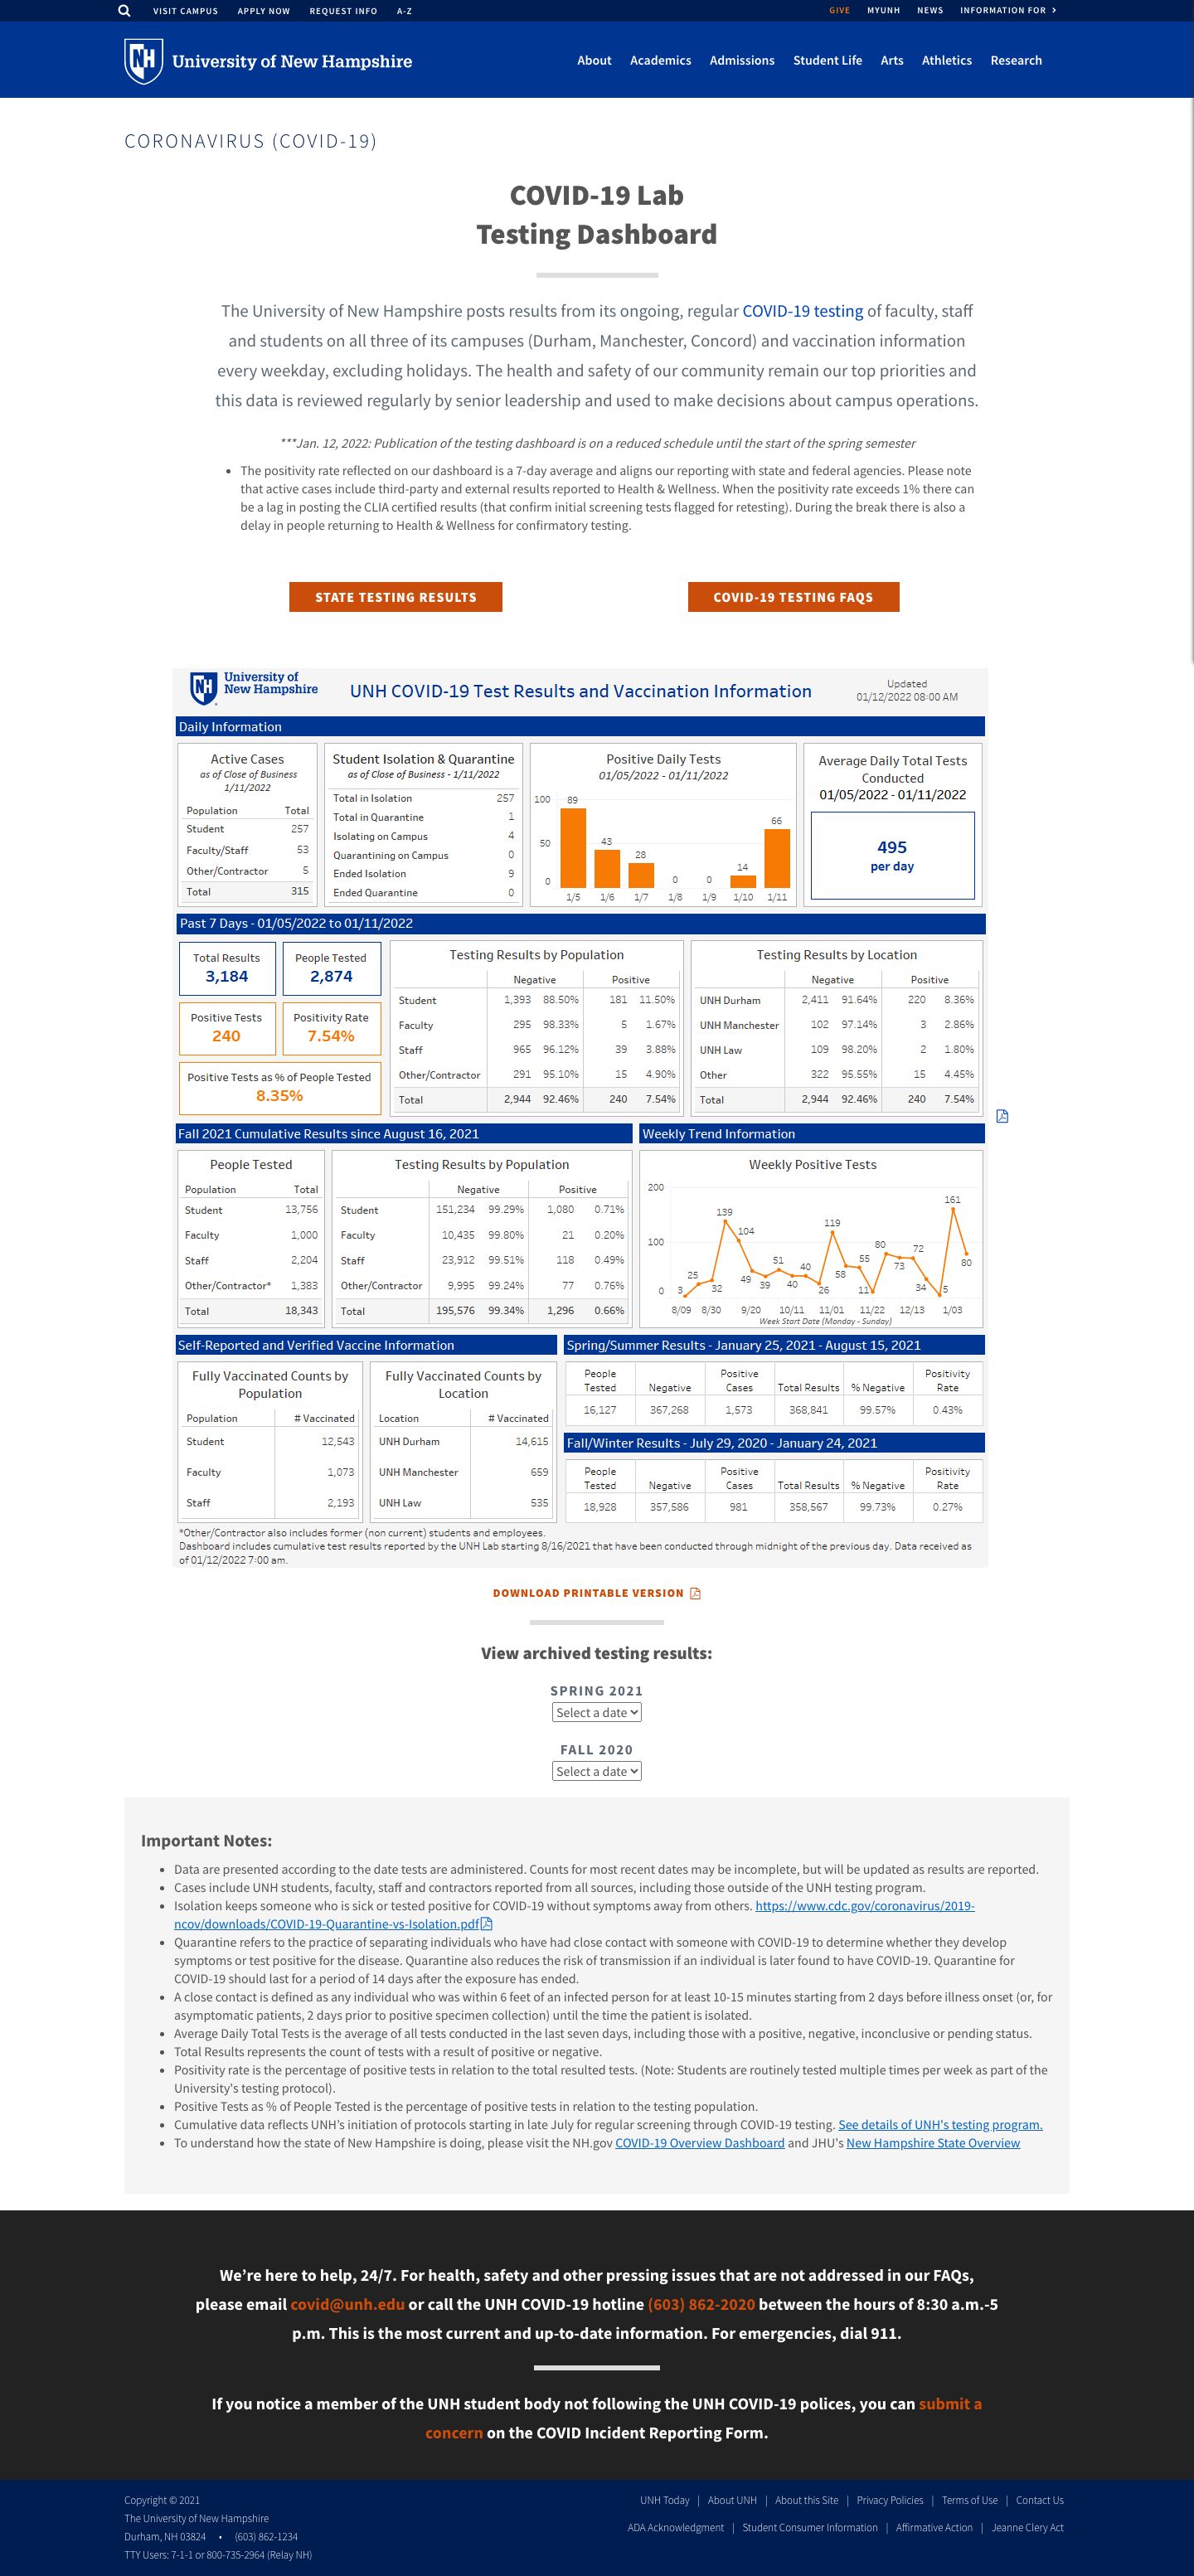 VISIT CAMPUS APPLY NOW REQUEST INFO A-Z GIVE MYUNH NEWS INFORMATION FOR
NH University of New Hampshire About Academics Admissions Student Life Arts Athletics Research
CORONAVIRUS (COVID-19)
COVID-19 Lab
Testing Dashboard
The University of New Hampshire posts results from its ongoing, regular COVID-19 testing of faculty, staff
and students on all three of its campuses (Durham, Manchester, Concord) and vaccination information
every weekday, excluding holidays. The health and safety of our community remain our top priorities and
this data is reviewed regularly by senior leadership and used to make decisions about campus operations.
***Jan. 12, 2022: Publication of the testing dashboard is on a reduced schedule until the start of the spring semester
• The positivity rate reflected on our dashboard is a 7-day average and aligns our reporting with state and federal agencies. Please note
that active cases include third-party and external results reported to Health & Wellness. When the positivity rate exceeds 1% there can
be a lag in posting the CLIA certified results (that confirm initial screening tests flagged for retesting). During the break there is also a
delay in people returning to Health & Wellness for confirmatory testing.
STATE TESTING RESULTS COVID-19 TESTING FAQS
NH University of
New Hampshire
UNH COVID-19 Test Results and Vaccination Information
Updated
01/12/2022 08:00 AM
Daily Information
Active Cases
as of Close of Business
1/11/2022
Population Total
Student 257
Faculty/Staff 53
Other/Contractor 5
Total 315
Student Isolation & Quarantine
as of Close of Business - 1/11/2022
Total in Isolation 257
Total in Quarantine 1
Isolating on Campus 4
Quarantining on Campus 0
Ended Isolation 9
Ended Quarantine 0
Positive Daily Tests
01/05/2022 - 01/11/2022
100
50
0
89 43 28 0 0 14 66
1/5 1/6 1/7 1/8 1/9 1/10 1/11
Average Daily Total Tests
Conducted
01/05/2022 - 01/11/2022
495
per day
Past 7 Days - 01/05/2022 to 01/11/2022
Total Results
3,184
People Tested
2,874
Positive Tests
240
Positivity Rate
7.54%
Positive Tests as % of People Tested
8.35%
Testing Results by Population
Negative Positive
Student 1,393 88.50% 181 11.50%
Faculty 295 98.33% 5 1.67%
Staff 965 96.12% 39 3.88%
Other/Contractor 291 95.10% 15 4.90%
Total 2,944 92.46% 240 7.54%
Testing Results by Location
Negative Positive
UNH Durham 2,411 91.64% 220 8.36%
UNH Manchester 102 97.14% 3 2.86%
UNH Law 109 98.20% 2 1.80%
Other 322 95.55% 15 4.45%
Total 2,944 92.46% 240 7.54%
Fall 2021 Cumulative Results since August 16, 2021
People Tested
Population Total
Student 13,756
Faculty 1,000
Staff 2,204
Other/Contractor* 1,383
Total 18,343
Testing Results by Population
Negative Positive
Student 151,234 99.29% 1,080 0.71%
Faculty 10,435 99.80% 21 0.20%
Staff 23,912 99.51% 118 0.49%
Other/Contractor 9,995 99.24% 77 0.76%
Total 195,576 99.34% 1,296 0.66%
Weekly Trend Information
Weekly Positive Tests
200
100
0
3 25 32 139 104 49 39 51 40 40 26 119 58 55 11 80 73 72 34 5 161 80
8/09 8/30 9/20 10/11 11/01 11/22 12/13 1/03
Week Start Date (Monday - Sunday)
Self-Reported and Verified Vaccine Information
Fully Vaccinated Counts by
Population
Population # Vaccinated
Student 12,543
Faculty 1,073
Staff 2,193
Fully Vaccinated Counts by
Location
Location # Vaccinated
UNH Durham 14,615
UNH Manchester 659
UNH Law 535
Spring/Summer Results - January 25, 2021 - August 15, 2021
People Tested Negative Positive Cases Total Results % Negative Positivity Rate
16,127 367,268 1,573 368,841 99.57% 0.43%
Fall/Winter Results - July 29, 2020 - January 24, 2021
People Tested Negative Positive Cases Total Results % Negative Positivity Rate
18,928 357,586 981 358,567 99.73% 0.27%
*Other/Contractor also includes former (non current) students and employees.
Dashboard includes cumulative test results reported by the UNH Lab starting 8/16/2021 that have been conducted through midnight of the previous day. Data received as
of 01/12/2022 7:00 am.
DOWNLOAD PRINTABLE VERSION
View archived testing results:
SPRING 2021
Select a date
FALL 2020
Select a date
Important Notes:
• Data are presented according to the date tests are administered. Counts for most recent dates may be incomplete, but will be updated as results are reported.
• Cases include UNH students, faculty, staff and contractors reported from all sources, including those outside of the UNH testing program.
• Isolation keeps someone who is sick or tested positive for COVID-19 without symptoms away from others. https://www.cdc.gov/coronavirus/2019-
ncov/downloads/COVID-19-Quarantine-vs-Isolation.pdf
• Quarantine refers to the practice of separating individuals who have had close contact with someone with COVID-19 to determine whether they develop
symptoms or test positive for the disease. Quarantine also reduces the risk of transmission if an individual is later found to have COVID-19. Quarantine for
COVID-19 should last for a period of 14 days after the exposure has ended.
• A close contact is defined as any individual who was within 6 feet of an infected person for at least 10-15 minutes starting from 2 days before illness onset (or, for
asymptomatic patients, 2 days prior to positive specimen collection) until the time the patient is isolated.
• Average Daily Total Tests is the average of all tests conducted in the last seven days, including those with a positive, negative, inconclusive or pending status.
• Total Results represents the count of tests with a result of positive or negative.
• Positivity rate is the percentage of positive tests in relation to the total resulted tests. (Note: Students are routinely tested multiple times per week as part of the
University's testing protocol).
• Positive Tests as % of People Tested is the percentage of positive tests in relation to the testing population.
• Cumulative data reflects UNH's initiation of protocols starting in late July for regular screening through COVID-19 testing. See details of UNH's testing program.
• To understand how the state of New Hampshire is doing, please visit the NH.gov COVID-19 Overview Dashboard and JHU's New Hampshire State Overview
We're here to help, 24/7. For health, safety and other pressing issues that are not addressed in our FAQs,
please email covid@unh.edu or call the UNH COVID-19 hotline (603) 862-2020 between the hours of 8:30 a.m.-5
p.m. This is the most current and up-to-date information. For emergencies, dial 911.
If you notice a member of the UNH student body not following the UNH COVID-19 polices, you can submit a
concern on the COVID Incident Reporting Form.
Copyright © 2021
The University of New Hampshire
Durham, NH 03824 • (603) 862-1234
TTY Users: 7-1-1 or 800-735-2964 (Relay NH)
UNH Today | About UNH | About this Site | Privacy Policies | Terms of Use | Contact Us
ADA Acknowledgment | Student Consumer Information | Affirmative Action | Jeanne Clery Act